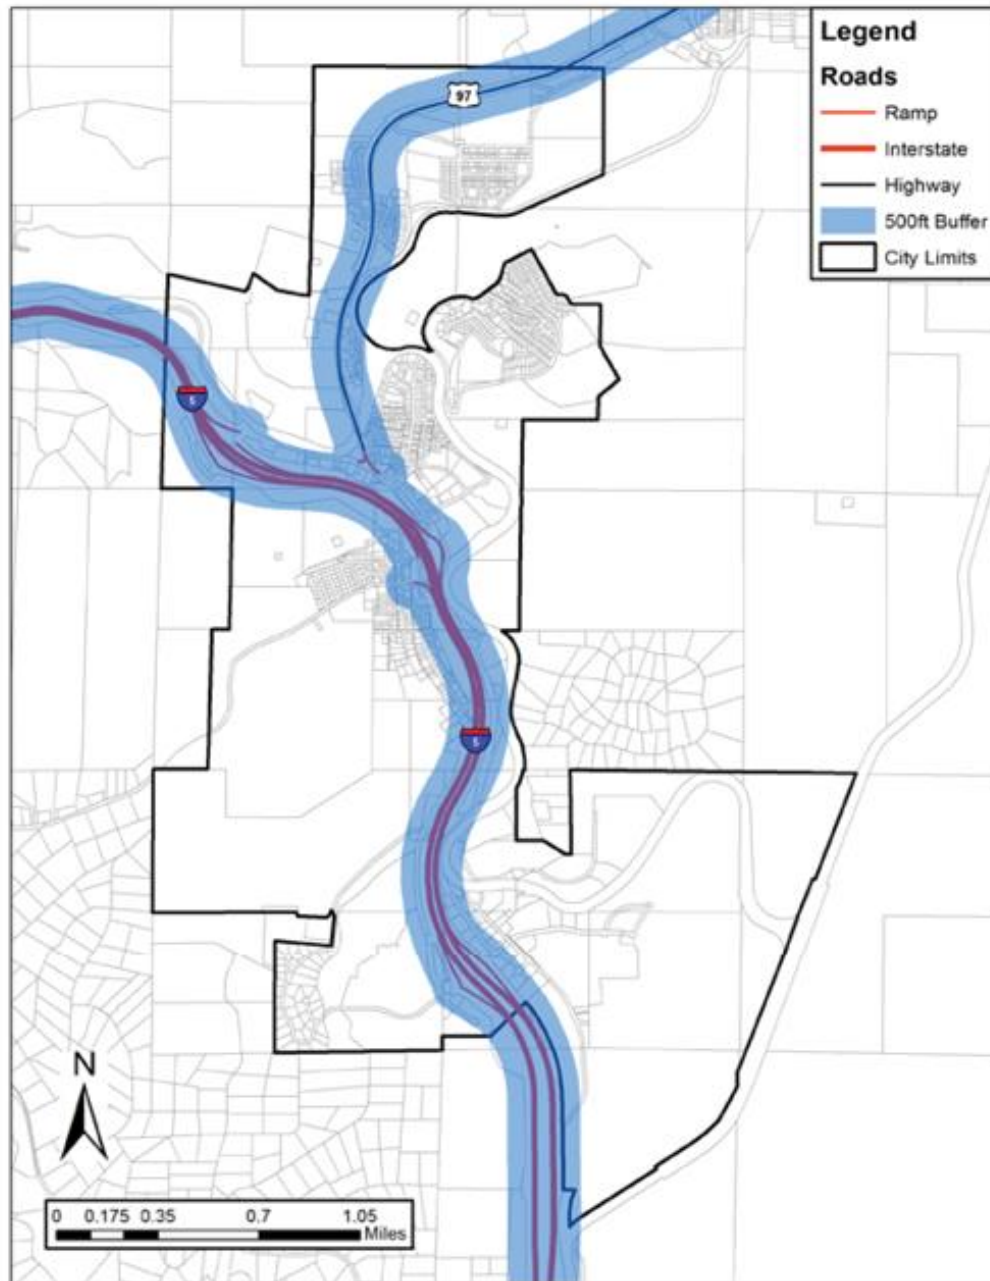 Legend
Roads
Ramp
Interstate
Highway
500ft Buffer
City Limits
97
5
5
N
0 0.175 0.35 0.7 1.05
Miles